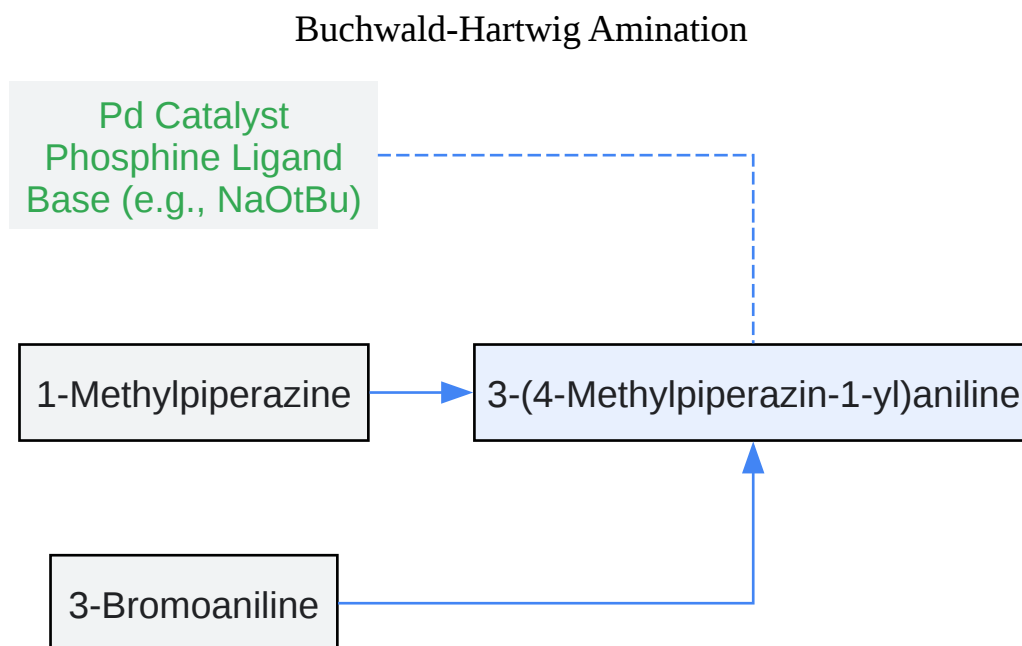 Buchwald-Hartwig Amination
Pd Catalyst
Phosphine Ligand
Base (e.g., NaOtBu)
1-Methylpiperazine
3-(4-Methylpiperazin-1-yl)aniline
3-Bromoaniline